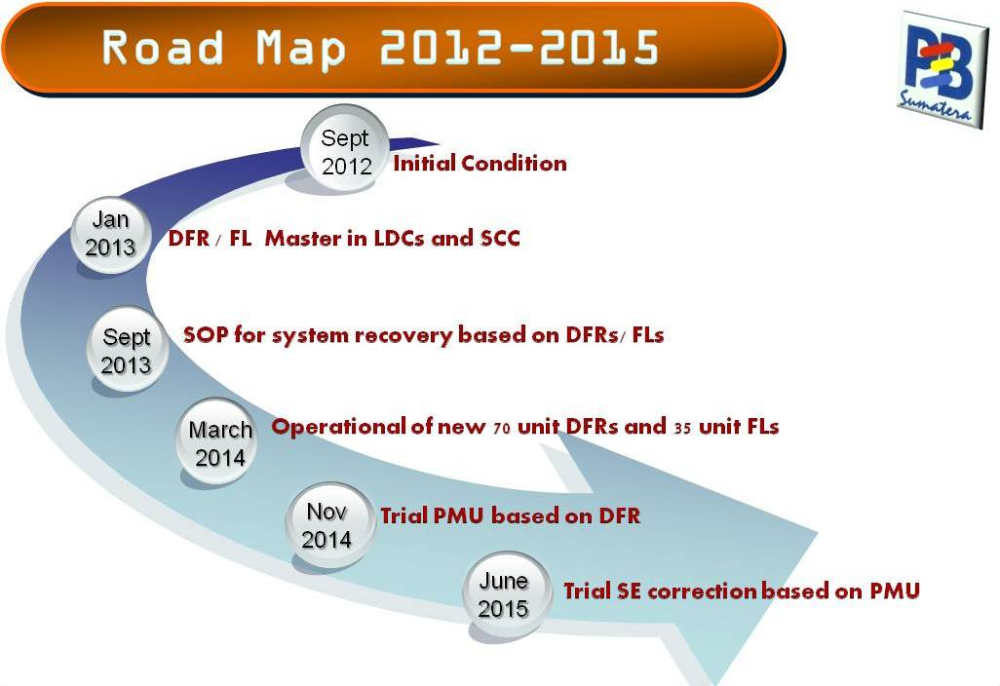 Road Map 2012-2015
P3B
Sumatera
Sept
2012
Initial Condition
Jan
2013
DFR / FL Master in LDCs and SCC
Sept
2013
SOP for system recovery based on DFRs/ FLs
March
2014
Operational of new 70 unit DFRs and 35 unit FLs
Nov
2014
Trial PMU based on DFR
June
2015
Trial SE correction based on PMU